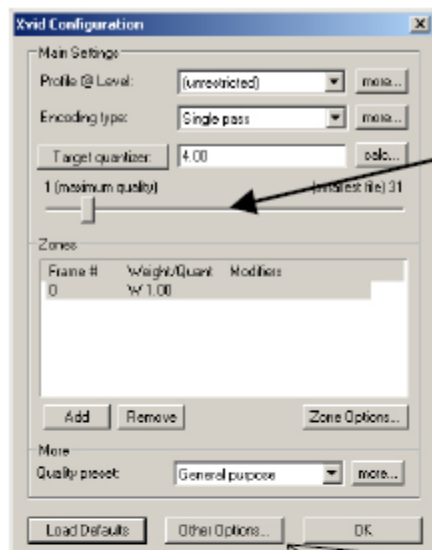 Xvid Configuration
Main Settings
Profile @ Level: (unrestricted) more...
Encoding type: Single pass more...
Target quantizer: 4.00 calc...
1 (maximum quality) (smallest file) 31
Zones
Frame # Weight/Quant Modifiers
0 W 1.00
Add Remove Zone Options...
More
Quality preset: General purpose more...
Load Defaults Other Options... OK